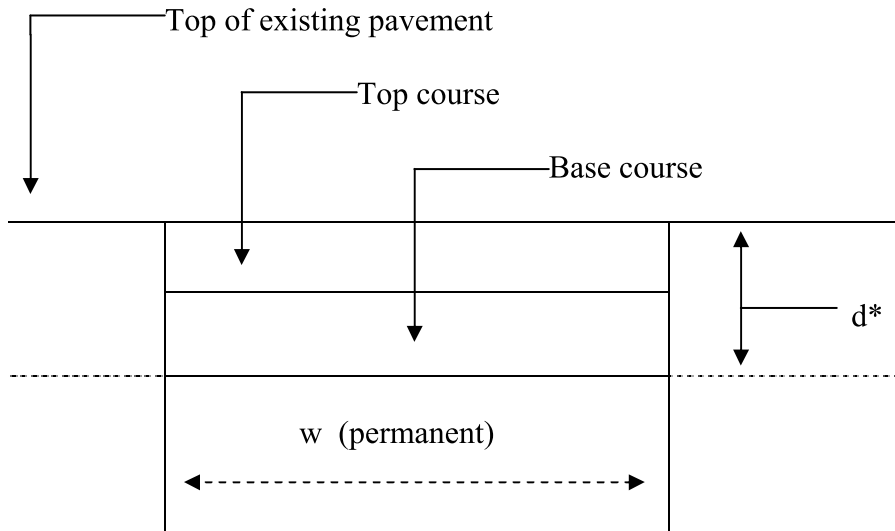 Top of existing pavement
Top course
Base course
d*
w (permanent)